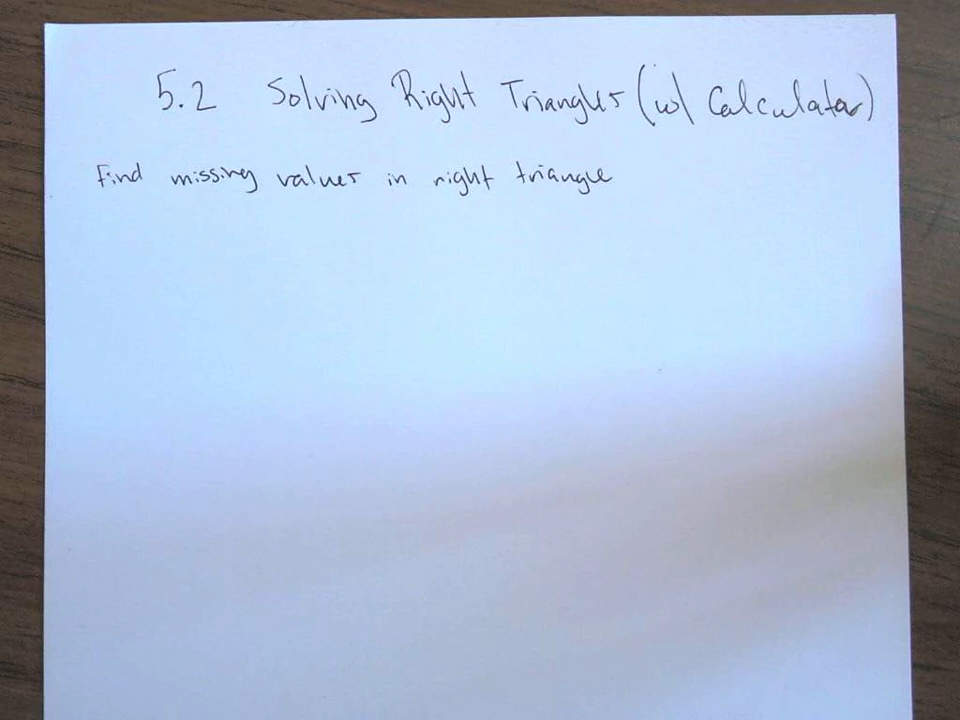 5.2 Solving Right Triangles (w/ Calculator)
Find missing values in right triangle